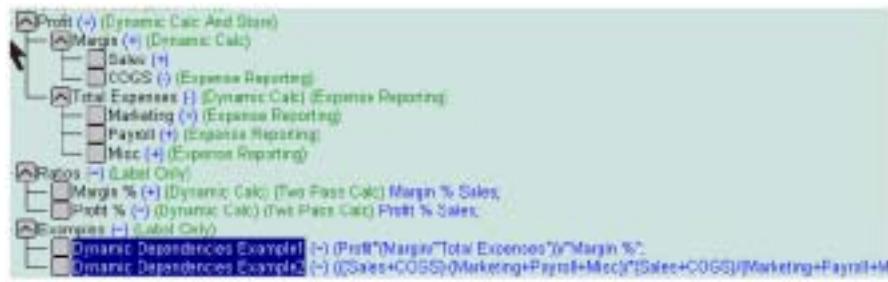 Profit (~) (Dynamic Calc And Store)
Margin (+) (Dynamic Calc)
Sales (+)
COGS (-) (Expense Reporting)
Total Expenses (-) (Dynamic Calc) (Expense Reporting)
Marketing (+) (Expense Reporting)
Payroll (+) (Expense Reporting)
Misc (+) (Expense Reporting)
Ratios (~) (Label Only)
Margin % (+) (Dynamic Calc) (Two Pass Calc) Margin % Sales;
Profit % (~) (Dynamic Calc) (Two Pass Calc) Profit % Sales;
Examples (~) (Label Only)
Dynamic Dependencies Example1 (~) (Profit*(Margin/"Total Expenses"))/"Margin %";
Dynamic Dependencies Example2 (~) (((Sales+COGS)-(Marketing+Payroll+Misc))*(Sales+COGS)/(Marketing+Payroll+M